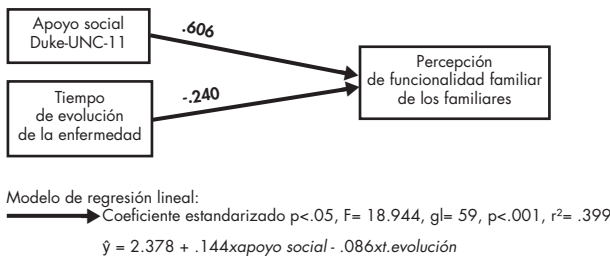 Apoyo social
Duke-UNC-11
.606
Percepción
de funcionalidad familiar
de los familiares
Tiempo
de evolución
de la enfermedad
-.240
Modelo de regresión lineal:
Coeficiente estandarizado p<.05, F= 18.944, gl= 59, p<.001, r²= .399
ŷ = 2.378 + .144xapoyo social - .086xt.evolución